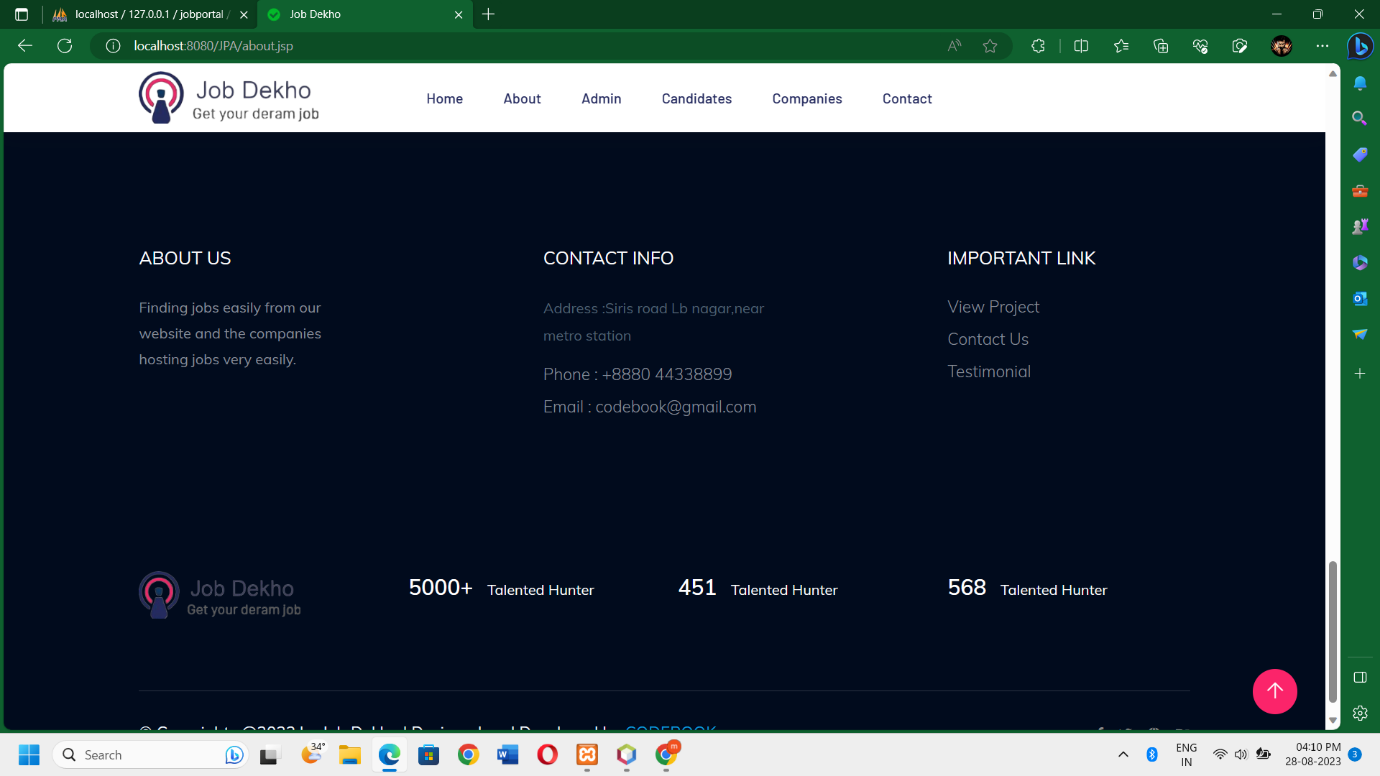 localhost / 127.0.0.1 / jobportal /
Job Dekho
localhost:8080/JPA/about.jsp
Job Dekho
Get your deram job
Home
About
Admin
Candidates
Companies
Contact
ABOUT US
Finding jobs easily from our
website and the companies
hosting jobs very easily.
CONTACT INFO
Address :Siris road Lb nagar,near
metro station
Phone : +8880 44338899
Email : codebook@gmail.com
IMPORTANT LINK
View Project
Contact Us
Testimonial
Job Dekho
Get your deram job
5000+ Talented Hunter
451 Talented Hunter
568 Talented Hunter
Search
34°
ENG
IN
04:10 PM
28-08-2023
3